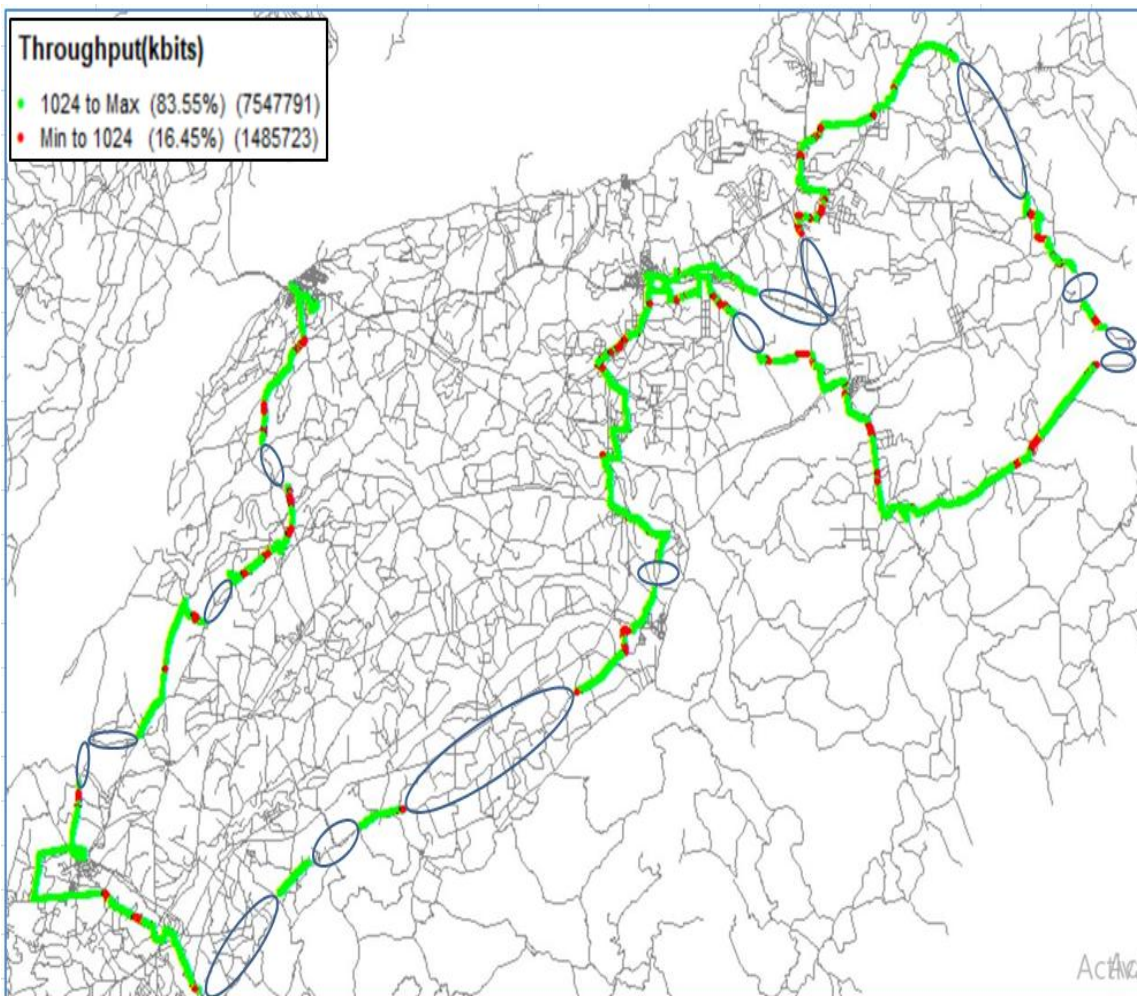 Throughput(kbits)
1024 to Max (83.55%) (7547791)
Min to 1024 (16.45%) (1485723)